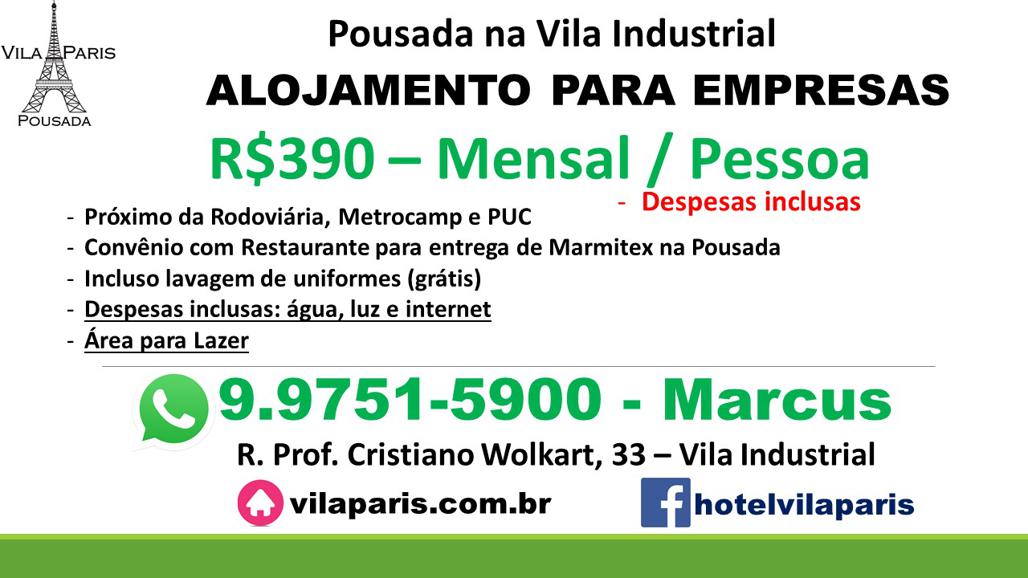 VILA PARIS
POUSADA
Pousada na Vila Industrial
ALOJAMENTO PARA EMPRESAS
R$390 – Mensal / Pessoa
- Despesas inclusas
- Próximo da Rodoviária, Metrocamp e PUC
- Convênio com Restaurante para entrega de Marmitex na Pousada
- Incluso lavagem de uniformes (grátis)
- Despesas inclusas: água, luz e internet
- Área para Lazer
9.9751-5900 - Marcus
R. Prof. Cristiano Wolkart, 33 – Vila Industrial
vilaparis.com.br
hotelvilaparis